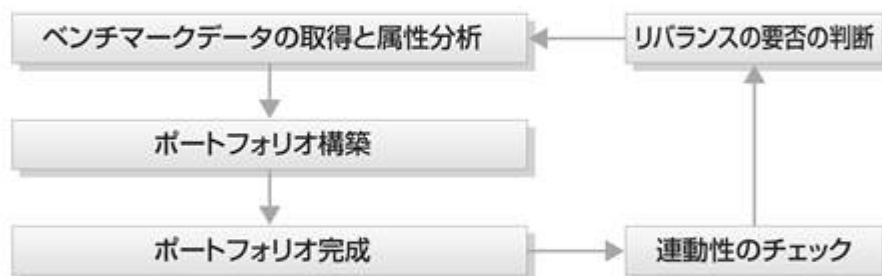 ベンチマークデータの取得と属性分析
リバランスの要否の判断
ポートフォリオ構築
ポートフォリオ完成
連動性のチェック